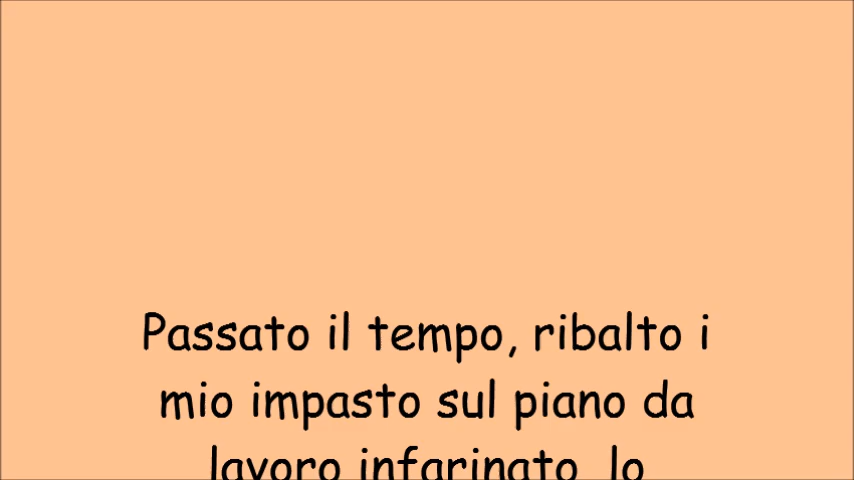 Passato il tempo, ribalto i
mio impasto sul piano da
lavoro infarinato lo